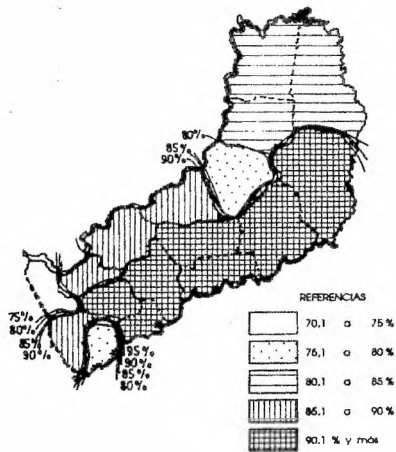 80%
85%
90%
75%
80%
85%
90%
95%
90%
85%
80%
REFERENCIAS
70,1 a 75%
75,1 a 80%
80,1 a 85%
85,1 a 90%
90,1 % y más